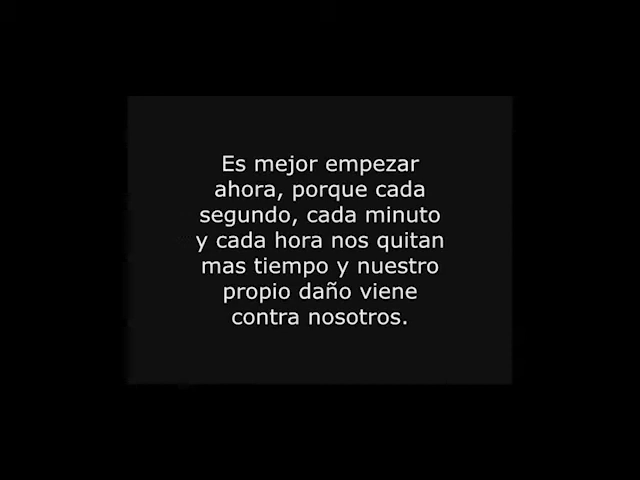 Es mejor empezar
ahora, porque cada
segundo, cada minuto
y cada hora nos quitan
mas tiempo y nuestro
propio daño viene
contra nosotros.